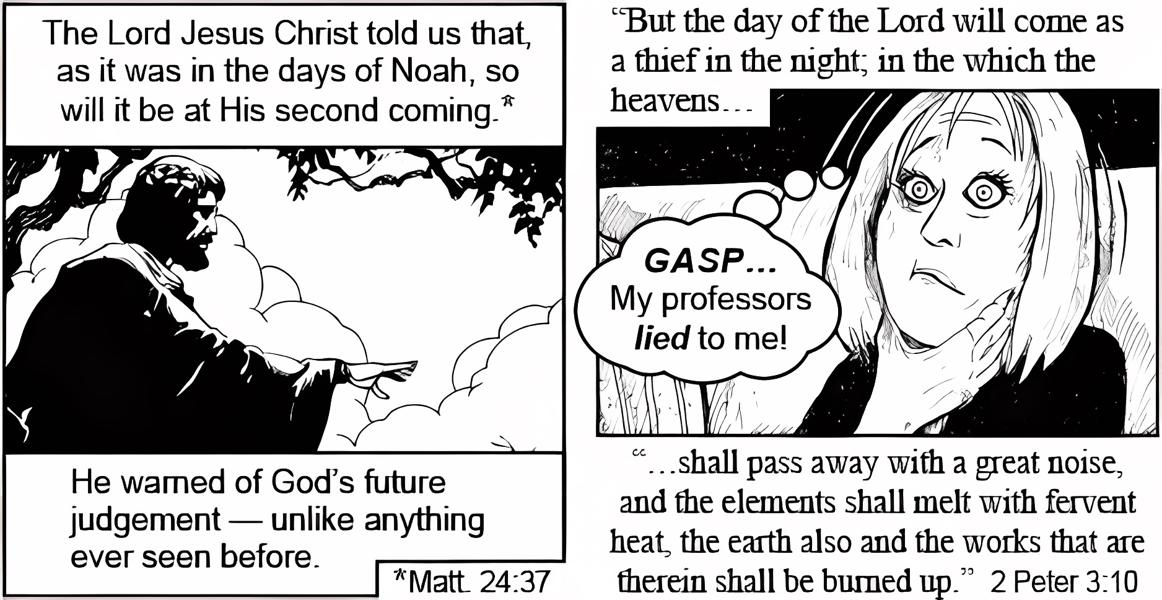 The Lord Jesus Christ told us that,
as it was in the days of Noah, so
will it be at His second coming.*
He warned of God's future
judgement — unlike anything
ever seen before.
*Matt. 24:37
“But the day of the Lord will come as
a thief in the night; in the which the
heavens...
GASP...
My professors
lied to me!
“...shall pass away with a great noise,
and the elements shall melt with fervent
heat, the earth also and the works that are
therein shall be burned up.” 2 Peter 3:10